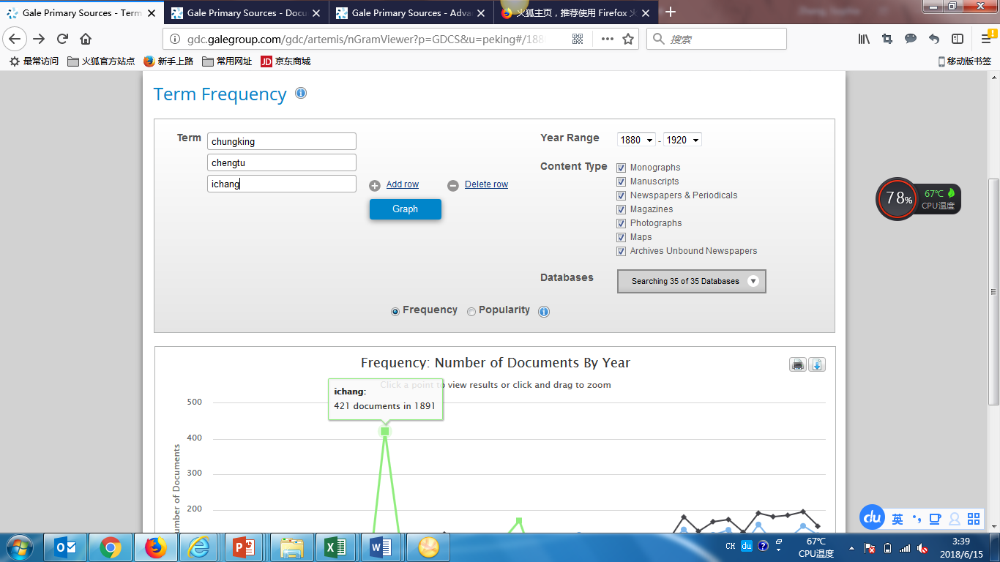 Gale Primary Sources - Term
Gale Primary Sources - Docu
Gale Primary Sources - Adva
火狐主页，推荐使用 Firefox 火
gdc.galegroup.com/gdc/artemis/nGramViewer?p=GDCS&u=peking#/188
搜索
最常访问
火狐官方站点
新手上路
常用网址
JD 京东商城
移动版书签
Term Frequency
Term
chungking
chengtu
ichang
Add row
Delete row
Graph
Year Range
1880 - 1920
Content Type
Monographs
Manuscripts
Newspapers & Periodicals
Magazines
Photographs
Maps
Archives Unbound Newspapers
Databases
Searching 35 of 35 Databases
Frequency
Popularity
78%
67℃
CPU温度
Frequency: Number of Documents By Year
Click a point to view results or click and drag to zoom
ichang:
421 documents in 1891
500
400
300
200
umber of Documents
du 英
CH du
67℃
CPU温度
3:39
2018/6/15